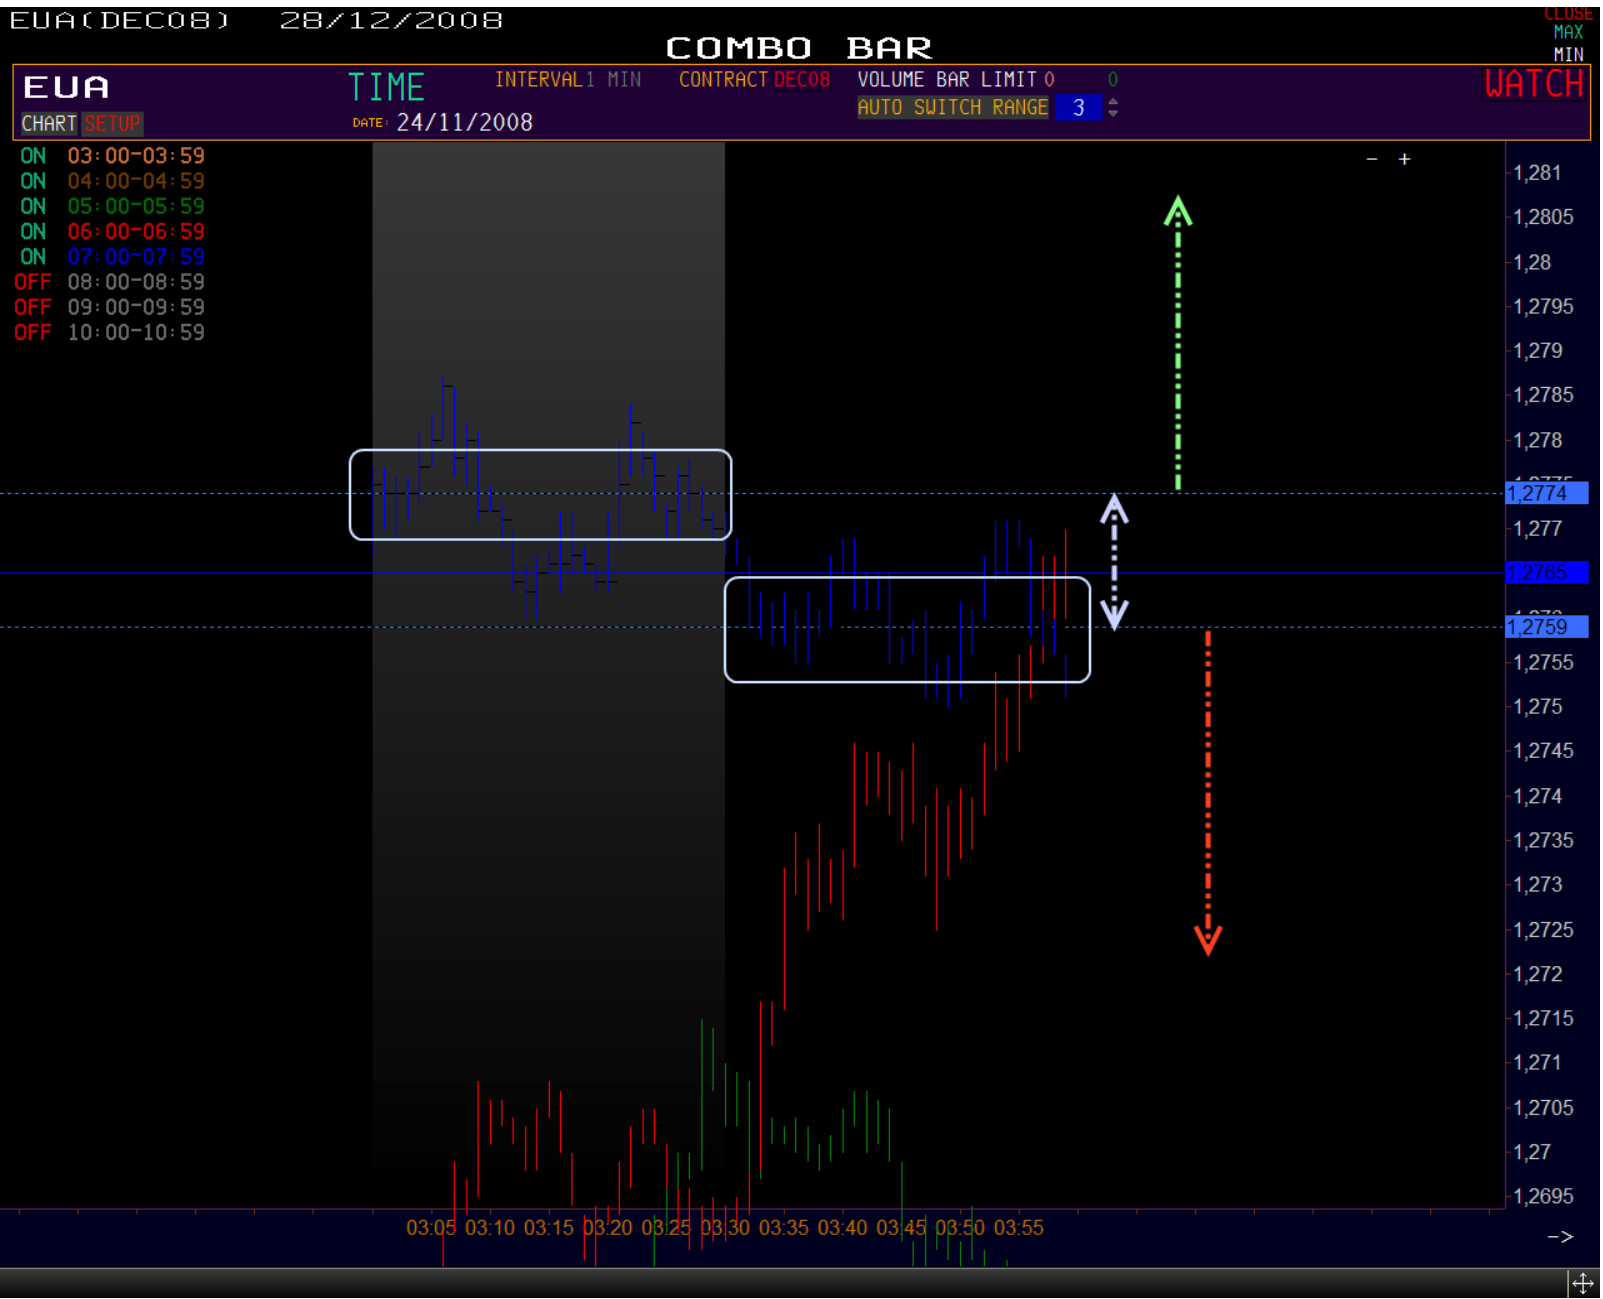 EUA(DEC08) 28/12/2008
CLOSE
MAX
MIN
COMBO BAR
EUA TIME INTERVAL 1 MIN CONTRACT DEC08 VOLUME BAR LIMIT 0 0 WATCH
AUTO SWITCH RANGE 3
CHART SETUP DATE: 24/11/2008
ON 03:00-03:59
ON 04:00-04:59
ON 05:00-05:59
ON 06:00-06:59
ON 07:00-07:59
OFF 08:00-08:59
OFF 09:00-09:59
OFF 10:00-10:59
- +
1,281
1,2805
1,28
1,2795
1,279
1,2785
1,278
1,2774
1,277
1,2765
1,2759
1,2755
1,275
1,2745
1,274
1,2735
1,273
1,2725
1,272
1,2715
1,271
1,2705
1,27
1,2695
03:05 03:10 03:15 03:20 03:25 03:30 03:35 03:40 03:45 03:50 03:55
->